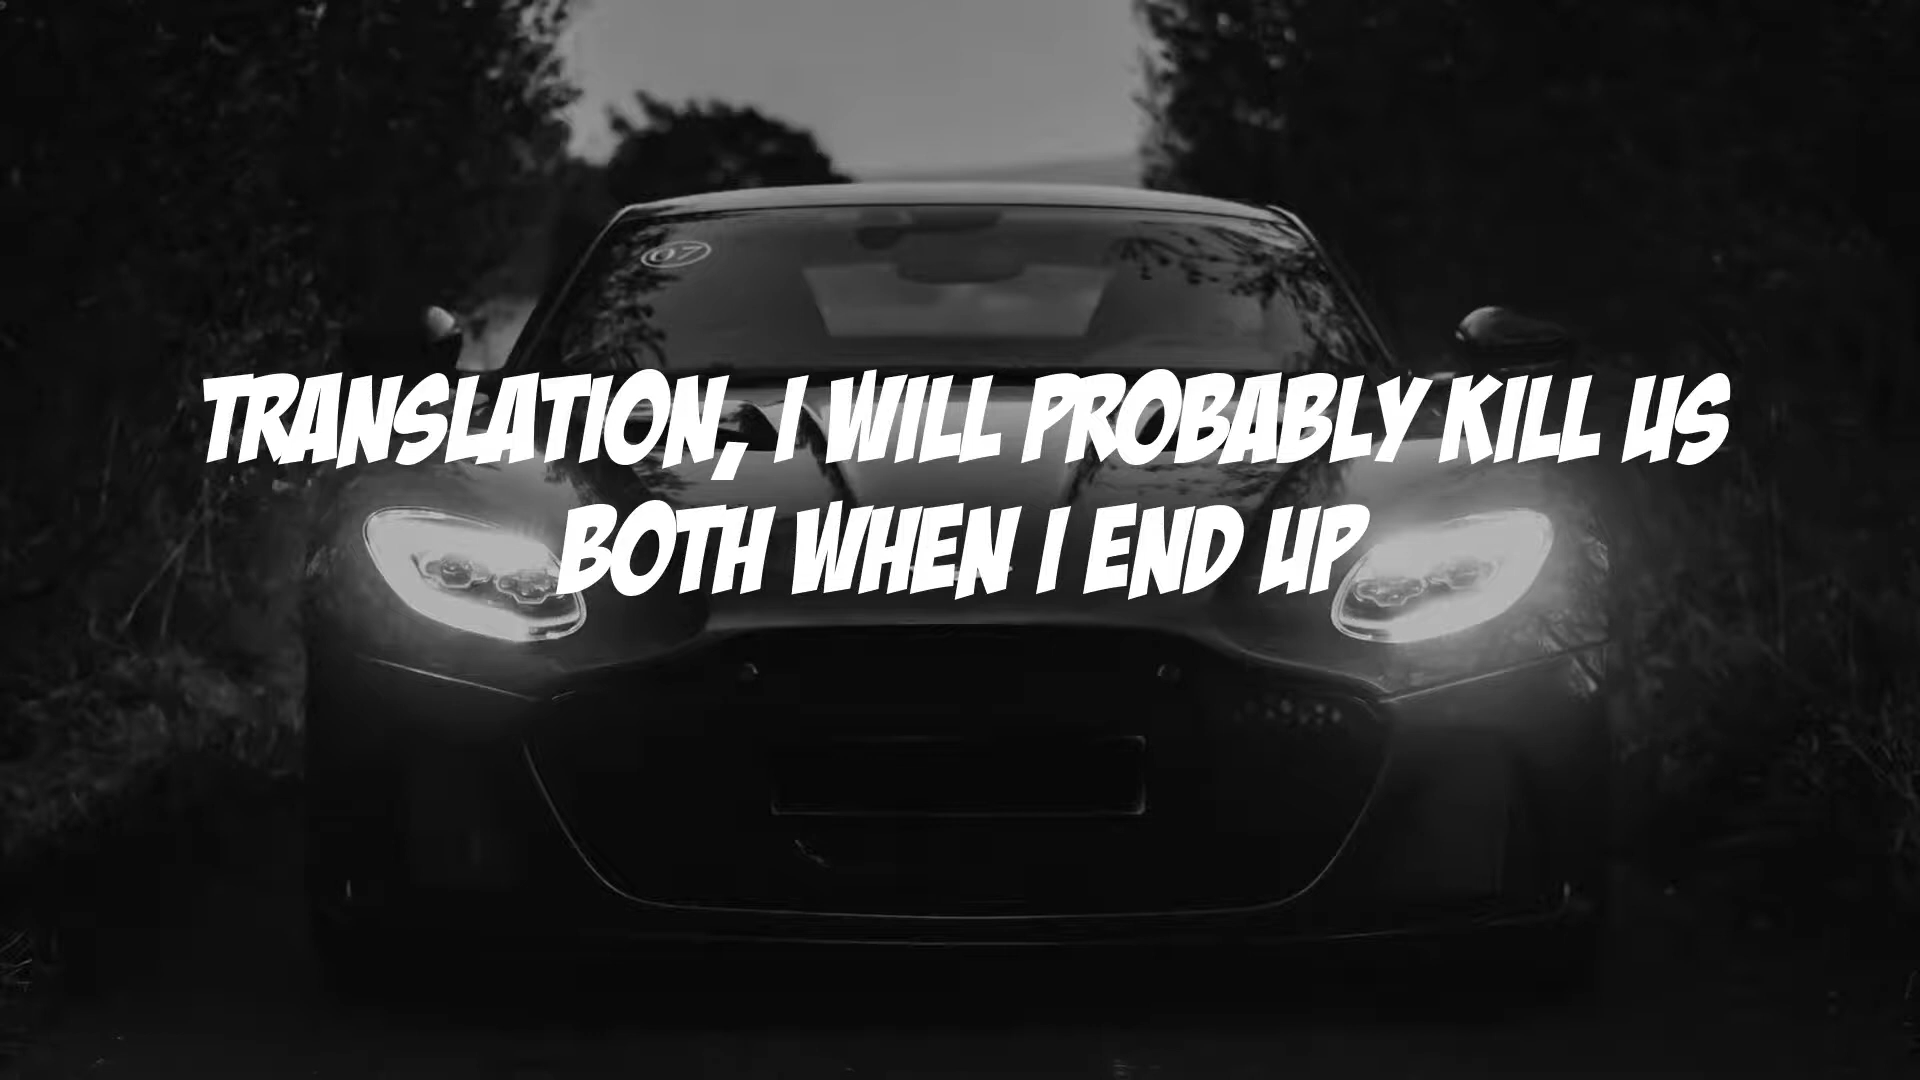 07
TRANSLATION, I WILL PROBABLY KILL US
BOTH WHEN I END UP